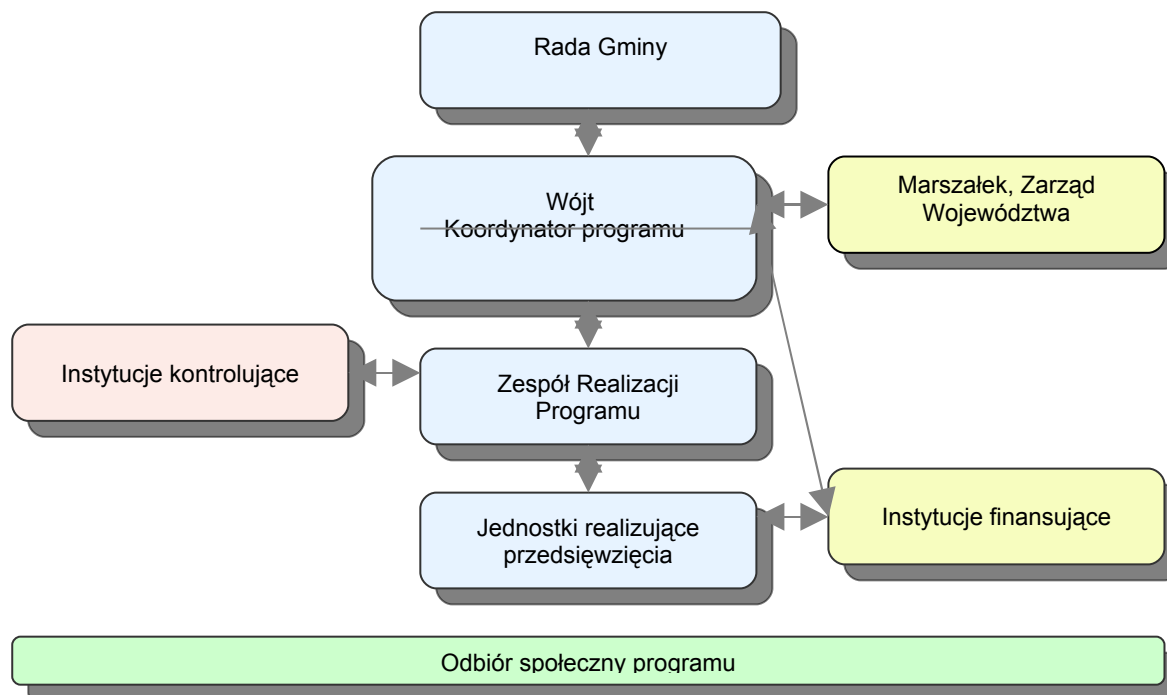 Rada Gminy
Wójt
Koordynator programu
Marszałek, Zarząd
Województwa
Instytucje kontrolujące
Zespół Realizacji
Programu
Jednostki realizujące
przedsięwzięcia
Instytucje finansujące
Odbiór społeczny programu